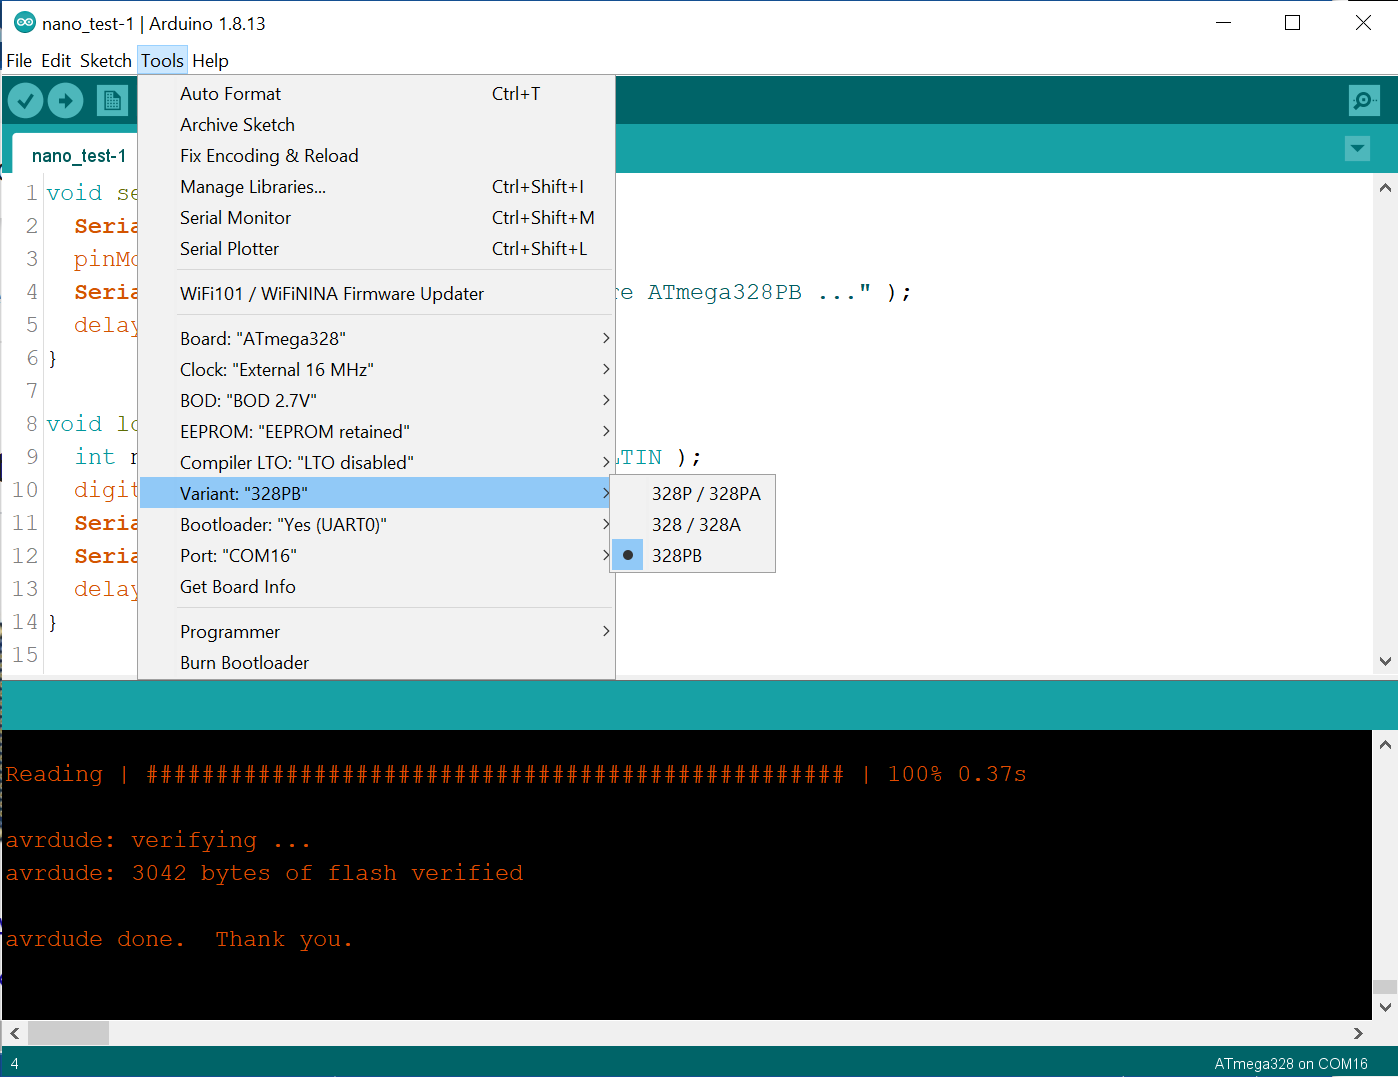 nano_test-1 | Arduino 1.8.13
File Edit Sketch Tools Help
Auto Format Ctrl+T
Archive Sketch
Fix Encoding & Reload
Manage Libraries... Ctrl+Shift+I
Serial Monitor Ctrl+Shift+M
Serial Plotter Ctrl+Shift+L
WiFi101 / WiFiNINA Firmware Updater
Board: "ATmega328"
Clock: "External 16 MHz"
BOD: "BOD 2.7V"
EEPROM: "EEPROM retained"
Compiler LTO: "LTO disabled"
Variant: "328PB"
Bootloader: "Yes (UART0)"
Port: "COM16"
Get Board Info
Programmer
Burn Bootloader
328P / 328PA
328 / 328A
328PB
nano_test-1
1 void se
2 Seria
3 pinMo
4 Seria re ATmega328PB ..." );
5 delay
6 }
7
8 void lo
9 int LTIN );
10 digit
11 Seria
12 Seria
13 delay
14 }
15
Reading | ################################################## | 100% 0.37s
avrdude: verifying ...
avrdude: 3042 bytes of flash verified
avrdude done. Thank you.
4 ATmega328 on COM16